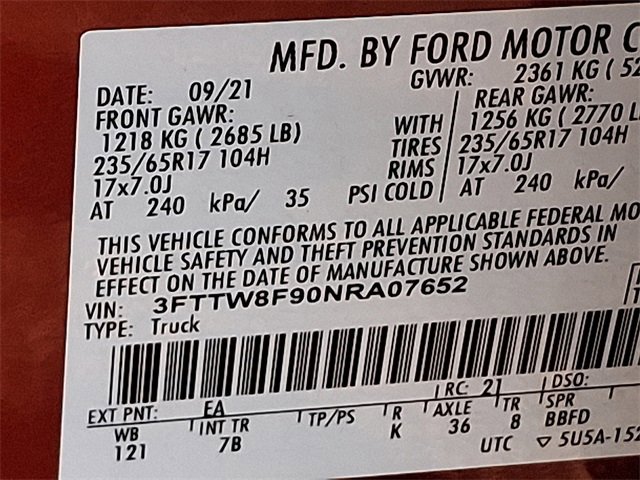 MFD. BY FORD MOTOR C
DATE: 09/21 GVWR: 2361 KG ( 52
FRONT GAWR: REAR GAWR:
1218 KG ( 2685 LB) WITH 1256 KG ( 2770 L
235/65R17 104H TIRES 235/65R17 104H
17x7.0J RIMS 17x7.0J
AT 240 kPa/ 35 PSI COLD AT 240 kPa/
THIS VEHICLE CONFORMS TO ALL APPLICABLE FEDERAL MO
VEHICLE SAFETY AND THEFT PREVENTION STANDARDS IN
EFFECT ON THE DATE OF MANUFACTURE SHOWN ABOVE.
VIN: 3FTTW8F90NRA07652
TYPE: Truck
EXT PNT: EA RC: 21 DSO:
WB INT TR TP/PS R AXLE TR SPR
121 7B K 36 8 BBFD
UTC ▽ 5U5A-152